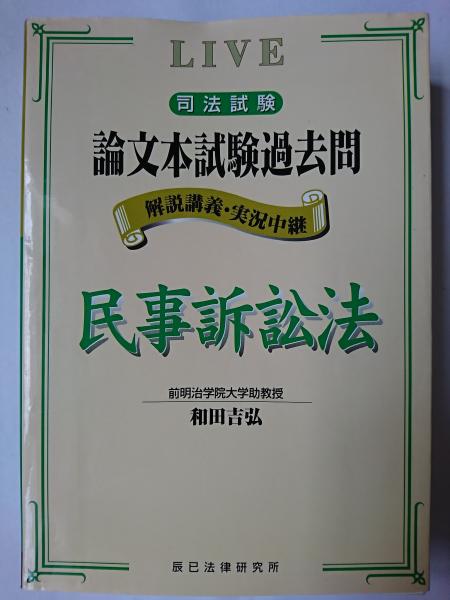 LIVE
司法試験
論文本試験過去問
解説講義・実況中継
民事訴訟法
前明治学院大学助教授
和田吉弘
辰已法律研究所